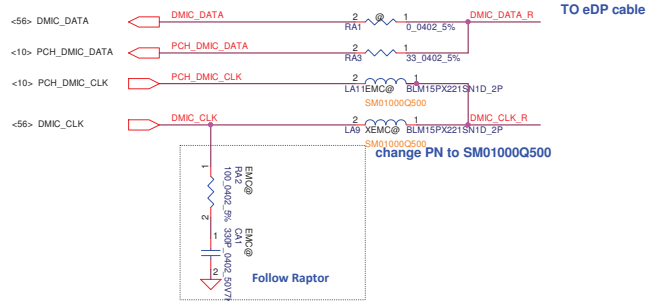 TO eDP cable
<56> DMIC_DATA
DMIC_DATA
2
@
1
DMIC_DATA_R
RA1
0_0402_5%
<10> PCH_DMIC_DATA
PCH_DMIC_DATA
2
1
RA3
33_0402_5%
<10> PCH_DMIC_CLK
PCH_DMIC_CLK
2
1
LA11EMC@
BLM15PX221SN1D_2P
SM01000Q500
<56> DMIC_CLK
DMIC_CLK
2
1
DMIC_CLK_R
LA9
XEMC@
BLM15PX221SN1D_2P
SM01000Q500
change PN to SM01000Q500
1
EMC@
RA2
100_0402_5%
2
1
EMC@
CA1
2
Follow Raptor